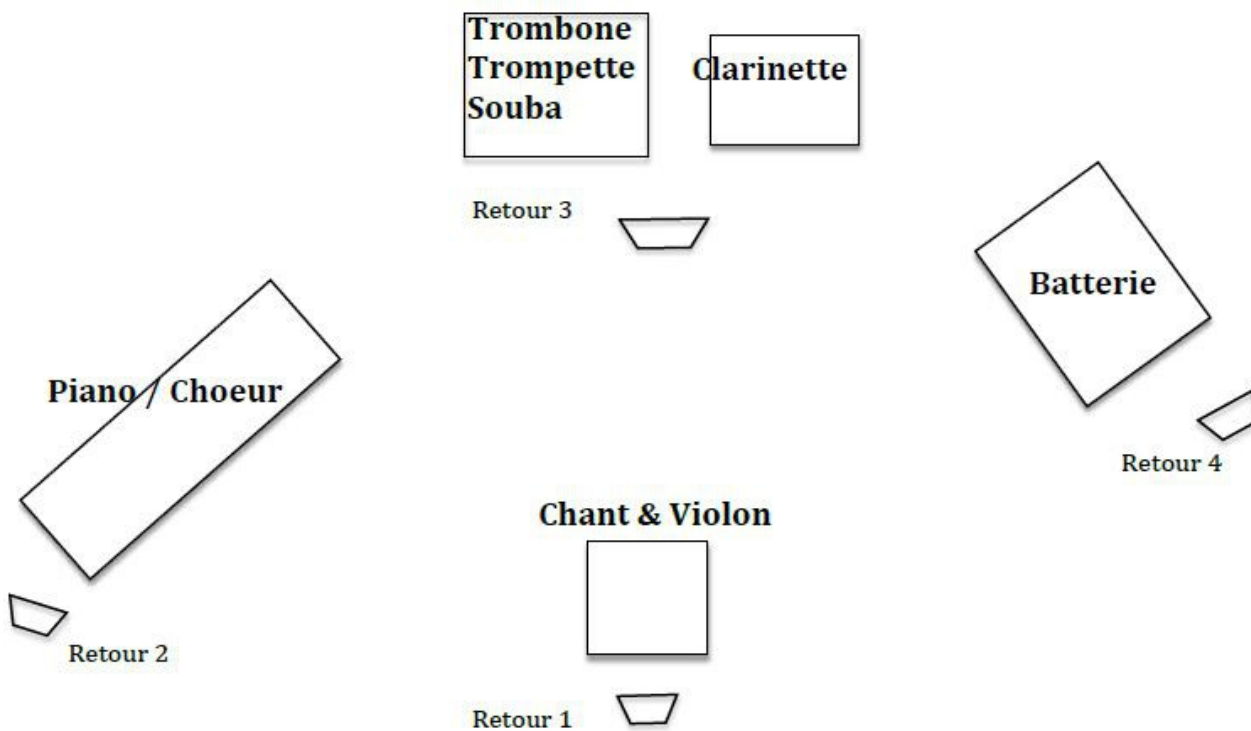 Trombone
Trompette
Souba
Clarinette
Retour 3
Batterie
Piano / Choeur
Retour 4
Chant & Violon
Retour 2
Retour 1